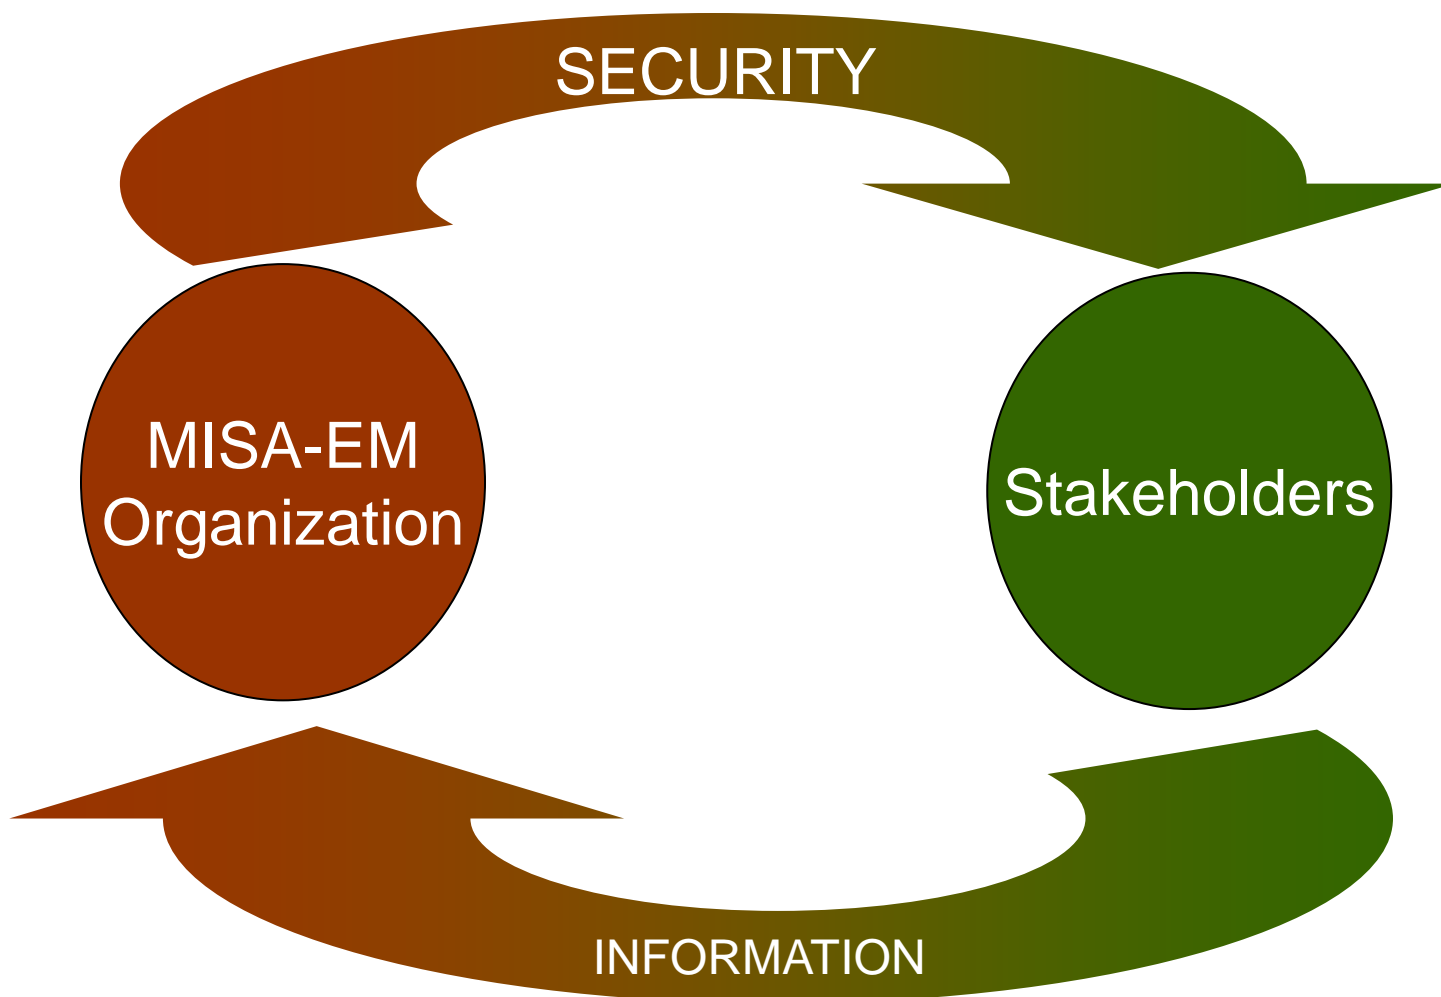 SECURITY
MISA-EM
Organization
Stakeholders
INFORMATION